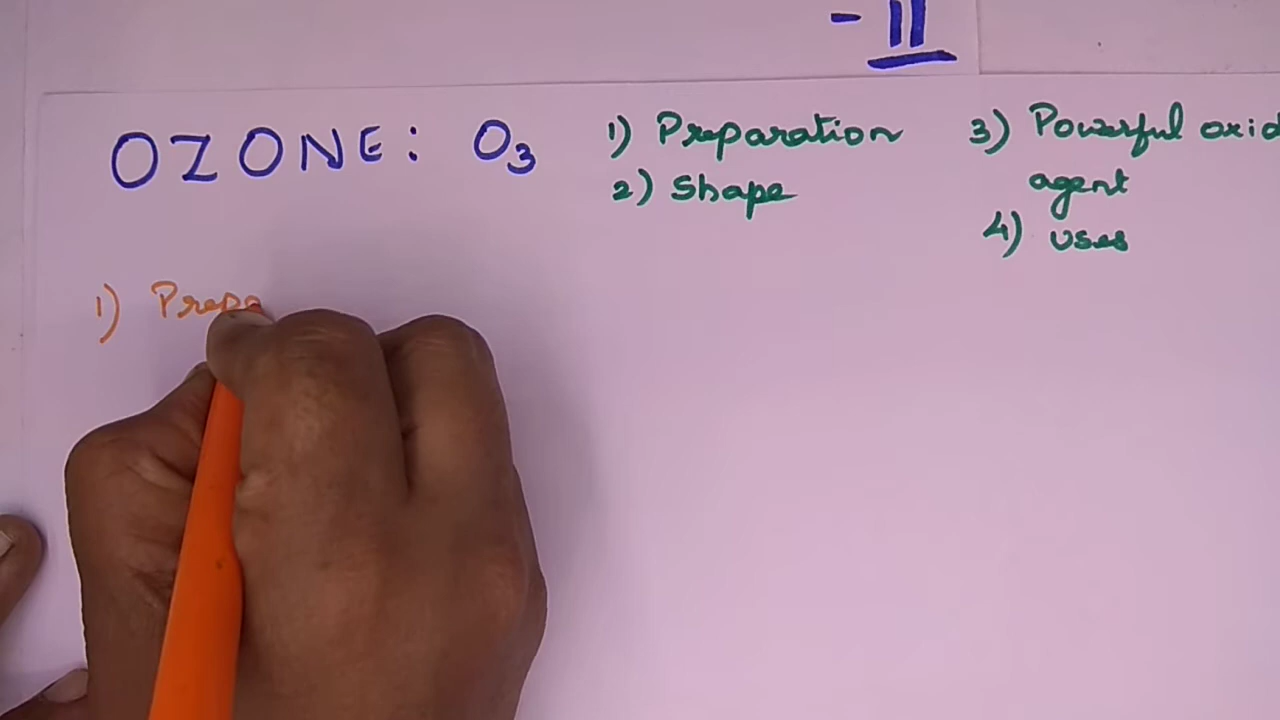 - II
OZONE: O3
1) Preparation
2) Shape
3) Powerful oxid
agent
4) Uses
1) Prepa